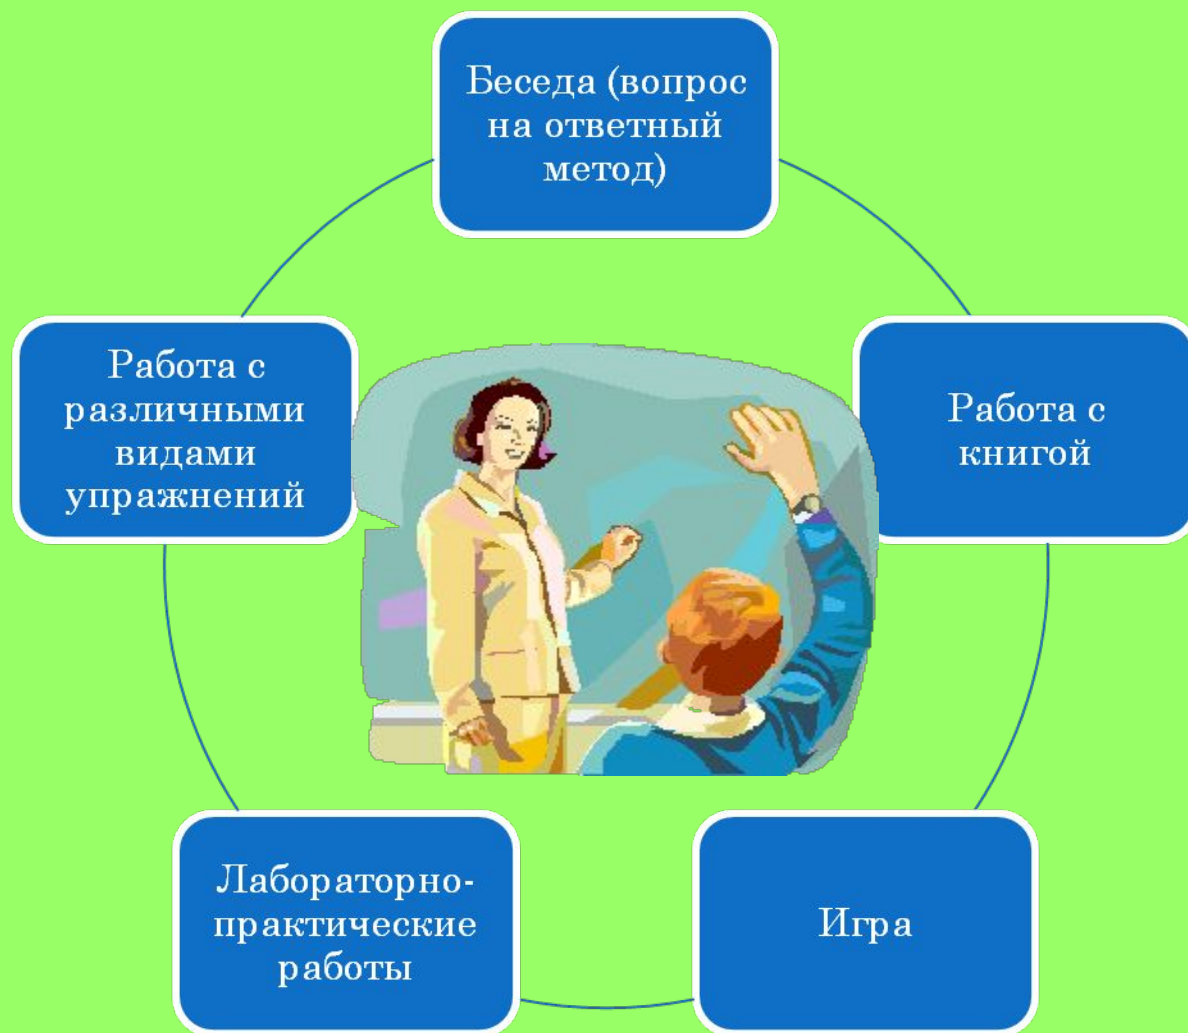 Беседа (вопрос
на ответный
метод)
Работа с
книгой
Игра
Лабораторно-
практические
работы
Работа с
различными
видами
упражнений